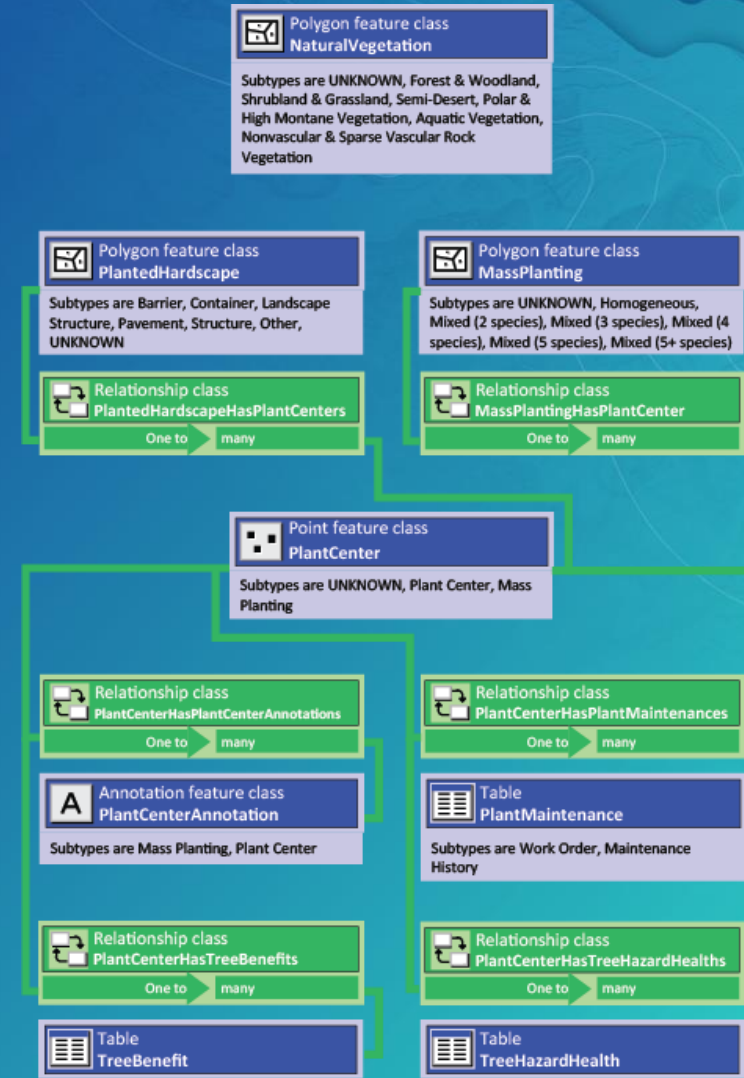 Polygon feature class
NaturalVegetation
Subtypes are UNKNOWN, Forest & Woodland,
Shrubland & Grassland, Semi-Desert, Polar &
High Montane Vegetation, Aquatic Vegetation,
Nonvascular & Sparse Vascular Rock
Vegetation
Polygon feature class
PlantedHardscape
Subtypes are Barrier, Container, Landscape
Structure, Pavement, Structure, Other,
UNKNOWN
Relationship class
PlantedHardscapeHasPlantCenters
One to many
Polygon feature class
MassPlanting
Subtypes are UNKNOWN, Homogeneous,
Mixed (2 species), Mixed (3 species), Mixed (4
species), Mixed (5 species), Mixed (5+ species)
Relationship class
MassPlantingHasPlantCenter
One to many
Point feature class
PlantCenter
Subtypes are UNKNOWN, Plant Center, Mass
Planting
Relationship class
PlantCenterHasPlantCenterAnnotations
One to many
A Annotation feature class
PlantCenterAnnotation
Subtypes are Mass Planting, Plant Center
Relationship class
PlantCenterHasTreeBenefits
One to many
Table
TreeBenefit
Relationship class
PlantCenterHasPlantMaintenances
One to many
Table
PlantMaintenance
Subtypes are Work Order, Maintenance
History
Relationship class
PlantCenterHasTreeHazardHealths
One to many
Table
TreeHazardHealth